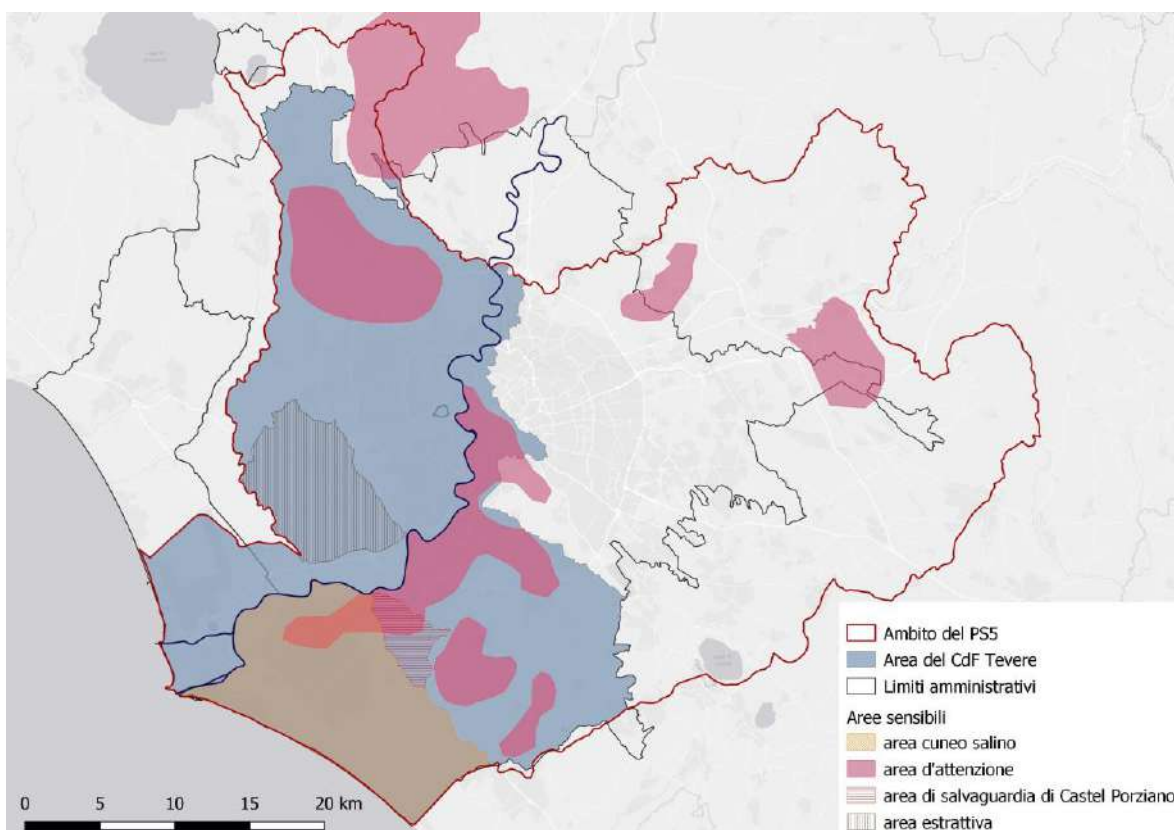 Ambito del PS5
Area del CdF Tevere
Limiti amministrativi
Aree sensibili
area cuneo salino
area d'attenzione
area di salvaguardia di Castel Porziano
area estrattiva
0 5 10 15 20 km